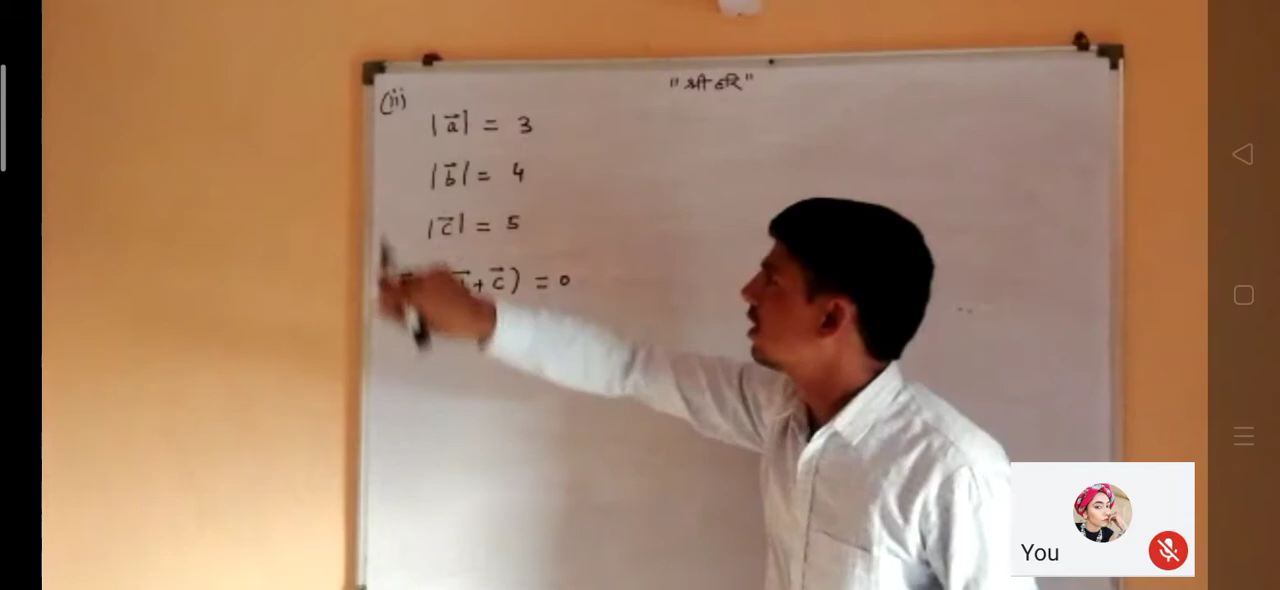 "श्री हरि"
(ii)
|a⃗| = 3
|b⃗| = 4
|c⃗| = 5
+ c⃗) = 0
You